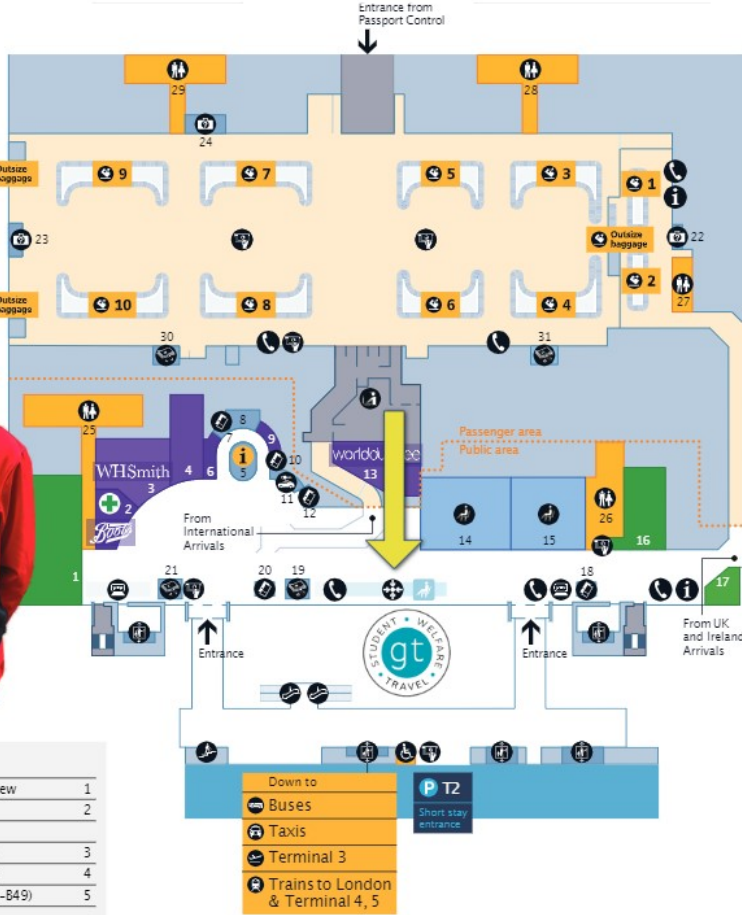 Entrance from
Passport Control
29
28
24
Outsize
baggage
9
7
5
3
1
Outsize
baggage
23
22
Outsize
baggage
10
8
6
4
2
27
30
31
25
Passenger area
Public area
WHSmith
3
4
6
7
8
9
i
5
10
11
12
2
Boots
13
14
15
26
16
From
International
Arrivals
1
21
20
19
18
17
From UK
and Ireland
Arrivals
Entrance
Entrance
STUDENT • WELFARE
gt
TRAVEL
Down to
Buses
Taxis
Terminal 3
Trains to London
& Terminal 4, 5
P T2
Short stay
entrance
ew 1
2
3
4
-B49) 5